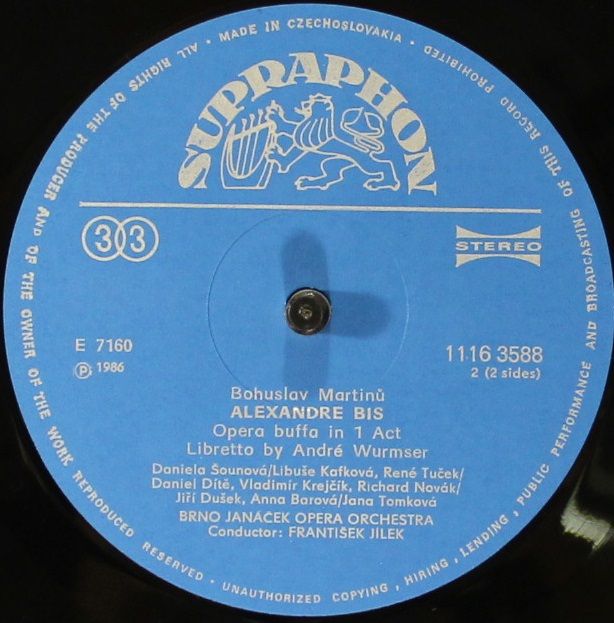 ALL RIGHTS OF THE PRODUCER AND OF THE OWNER OF THE WORK REPRODUCED RESERVED · UNAUTHORIZED COPYING, HIRING, LENDING, PUBLIC PERFORMANCE AND BROADCASTING OF THIS RECORD PROHIBITED · MADE IN CZECHOSLOVAKIA ·
SUPRAPHON
33
STEREO
E 7160
1116 3588
Ⓟ 1986
2 (2 sides)
Bohuslav Martinů
ALEXANDRE BIS
Opera buffa in 1 Act
Libretto by André Wurmser
Daniela Šounová/Libuše Kafková, René Tuček/
Daniel Dítě, Vladimír Krejčík, Richard Novák/
Jiří Dušek, Anna Barová/Jana Tomková
BRNO JANÁČEK OPERA ORCHESTRA
Conductor: FRANTIŠEK JÍLEK